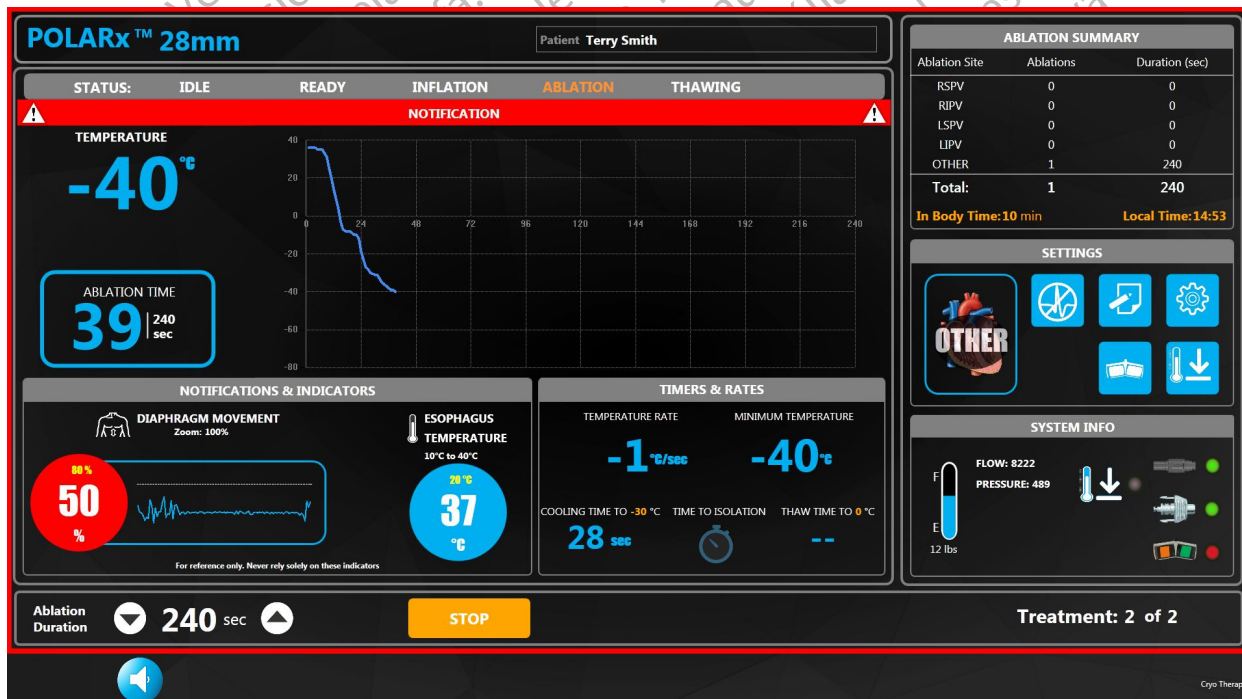 POLARx™ 28mm
Patient Terry Smith
STATUS: IDLE READY INFLATION ABLATION THAWING
NOTIFICATION
TEMPERATURE
-40 °C
ABLATION TIME
39 240 sec
40
20
0
0 24 48 72 96 120 144 168 192 216 240
-20
-40
-60
-80
NOTIFICATIONS & INDICATORS
DIAPHRAGM MOVEMENT
Zoom: 100%
80 %
50
%
ESOPHAGUS
TEMPERATURE
10°C to 40°C
20 °C
37
°C
For reference only. Never rely solely on these indicators
TIMERS & RATES
TEMPERATURE RATE MINIMUM TEMPERATURE
-1 °C/sec -40 °C
COOLING TIME TO -30 °C TIME TO ISOLATION THAW TIME TO 0 °C
28 sec --
ABLATION SUMMARY
Ablation Site Ablations Duration (sec)
RSPV 0 0
RIPV 0 0
LSPV 0 0
LIPV 0 0
OTHER 1 240
Total: 1 240
In Body Time: 10 min Local Time: 14:53
SETTINGS
OTHER
SYSTEM INFO
F
E
12 lbs
FLOW: 8222
PRESSURE: 489
Ablation
Duration
240 sec
STOP
Treatment: 2 of 2